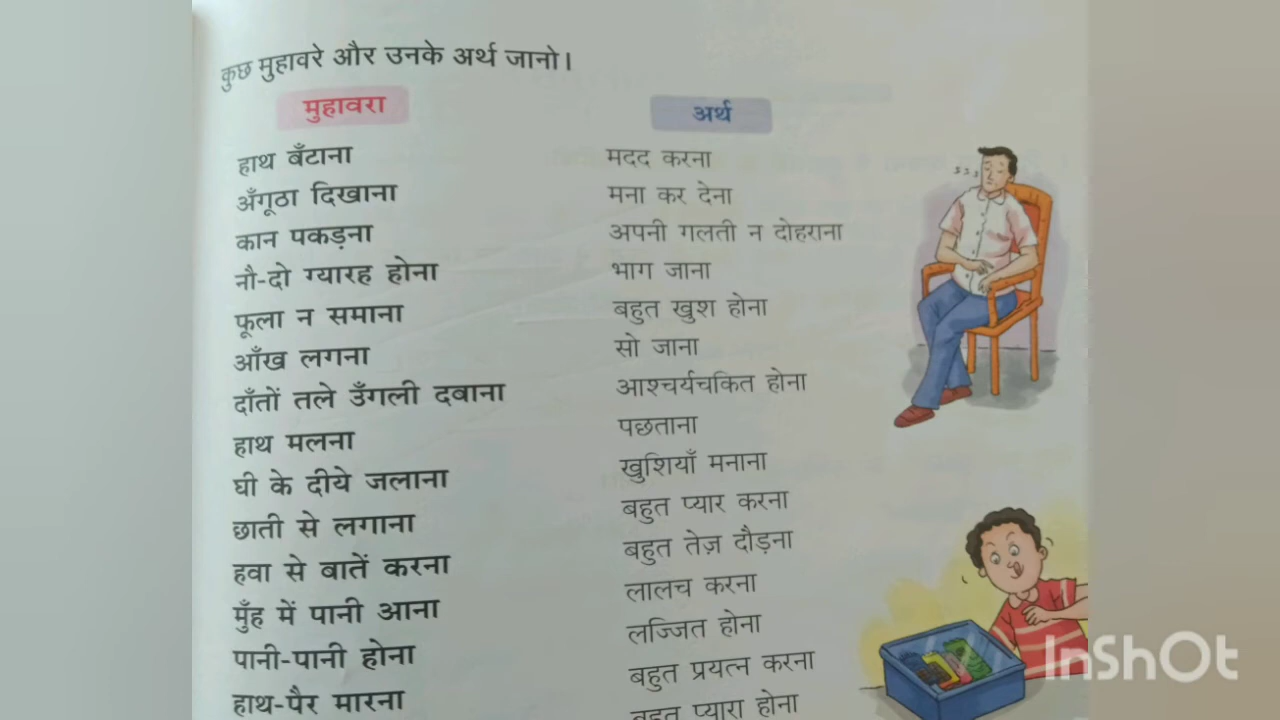 कुछ मुहावरे और उनके अर्थ जानो।
मुहावरा अर्थ
हाथ बँटाना मदद करना
अँगूठा दिखाना मना कर देना
कान पकड़ना अपनी गलती न दोहराना
नौ-दो ग्यारह होना भाग जाना
फूला न समाना बहुत खुश होना
आँख लगना सो जाना
दाँतों तले उँगली दबाना आश्चर्यचकित होना
हाथ मलना पछताना
घी के दीये जलाना खुशियाँ मनाना
छाती से लगाना बहुत प्यार करना
हवा से बातें करना बहुत तेज़ दौड़ना
मुँह में पानी आना लालच करना
पानी-पानी होना लज्जित होना
हाथ-पैर मारना बहुत प्रयत्न करना
बहुत प्यारा होना
ऽऽऽ
InShOt